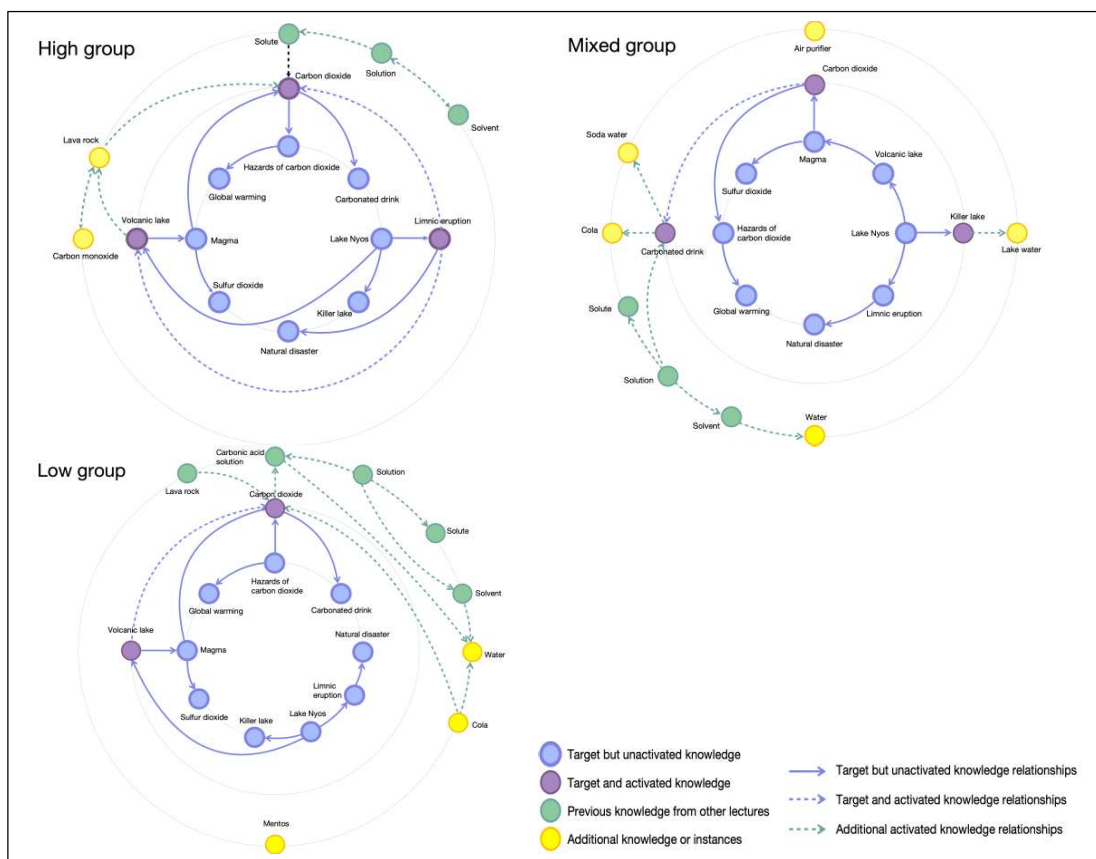 High group
Solute
Solution
Carbon dioxide
Solvent
Lava rock
Hazards of carbon dioxide
Global warming
Carbonated drink
Volcanic lake
Limnic eruption
Magma
Lake Nyos
Carbon monoxide
Sulfur dioxide
Killer lake
Natural disaster
Mixed group
Air purifier
Carbon dioxide
Soda water
Magma
Volcanic lake
Sulfur dioxide
Killer lake
Cola
Carbonated drink
Hazards of
carbon dioxide
Lake Nyos
Lake water
Solute
Global warming
Limnic eruption
Natural disaster
Solution
Solvent
Water
Low group
Carbonic acid
solution
Solution
Lava rock
Carbon dioxide
Solute
Hazards of
carbon dioxide
Solvent
Global warming
Carbonated drink
Volcanic lake
Natural disaster
Magma
Water
Limnic
eruption
Sulfur dioxide
Killer lake
Lake Nyos
Cola
Mentos
Target but unactivated knowledge
Target and activated knowledge
Previous knowledge from other lectures
Additional knowledge or instances
Target but unactivated knowledge relationships
Target and activated knowledge relationships
Additional activated knowledge relationships